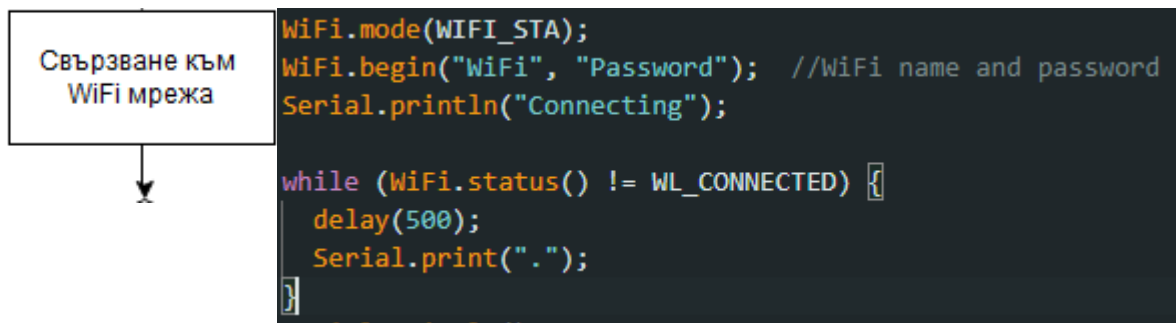 Свързване към
WiFi мрежа
WiFi.mode(WIFI_STA);
WiFi.begin("WiFi", "Password");  //WiFi name and password
Serial.println("Connecting");
while (WiFi.status() != WL_CONNECTED) {
  delay(500);
  Serial.print(".");
}